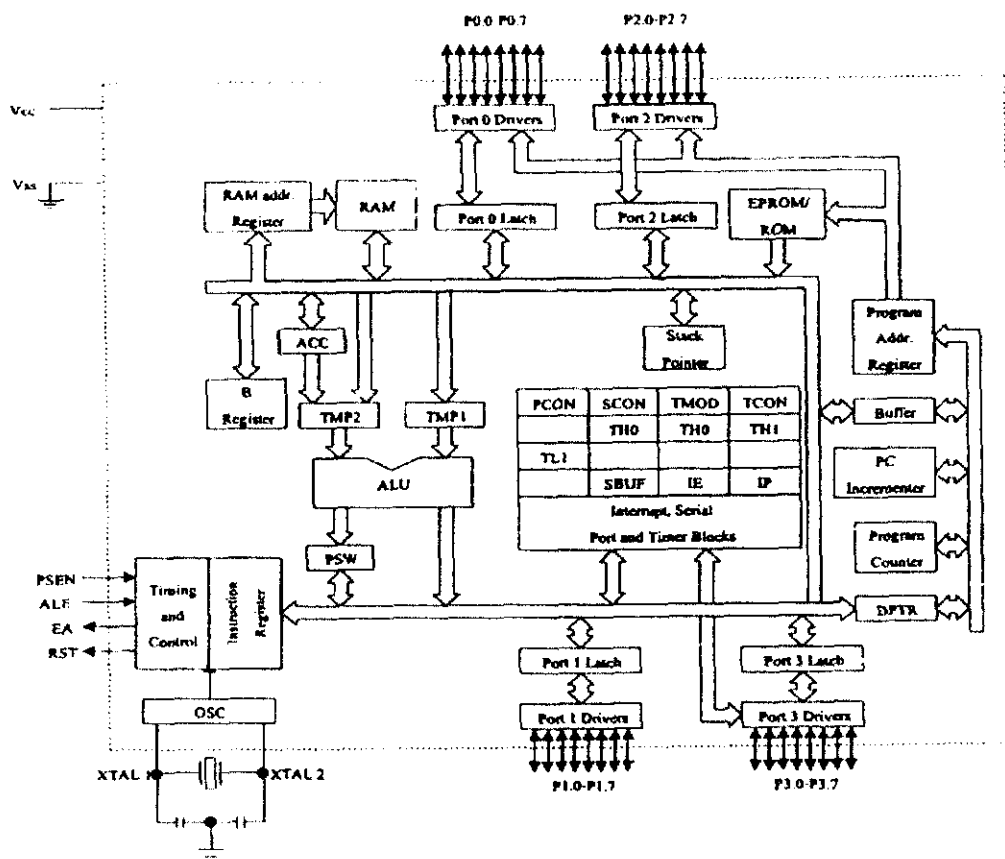 P0.0 P0.7
P2.0-P2.7
Vcc
Vss
Port 0 Drivers
Port 2 Drivers
RAM addr.
Register
RAM
Port 0 Latch
Port 2 Latch
EPROM/
ROM
ACC
Stack
Pointer
Program
Addr.
Register
B
Register
TMP2
TMP1
PCON SCON TMOD TCON
TH0 TH0 TH1
TL1
SBUF IE IP
Interrupt, Serial
Port and Timer Blocks
Buffer
PC
Incrementer
ALU
PSW
Program
Counter
PSEN
ALE
EA
RST
Timing
and
Control
Instruction
Register
DPTR
Port 1 Latch
Port 3 Latch
OSC
Port 1 Drivers
Port 3 Drivers
XTAL 1
XTAL 2
P1.0-P1.7
P3.0-P3.7